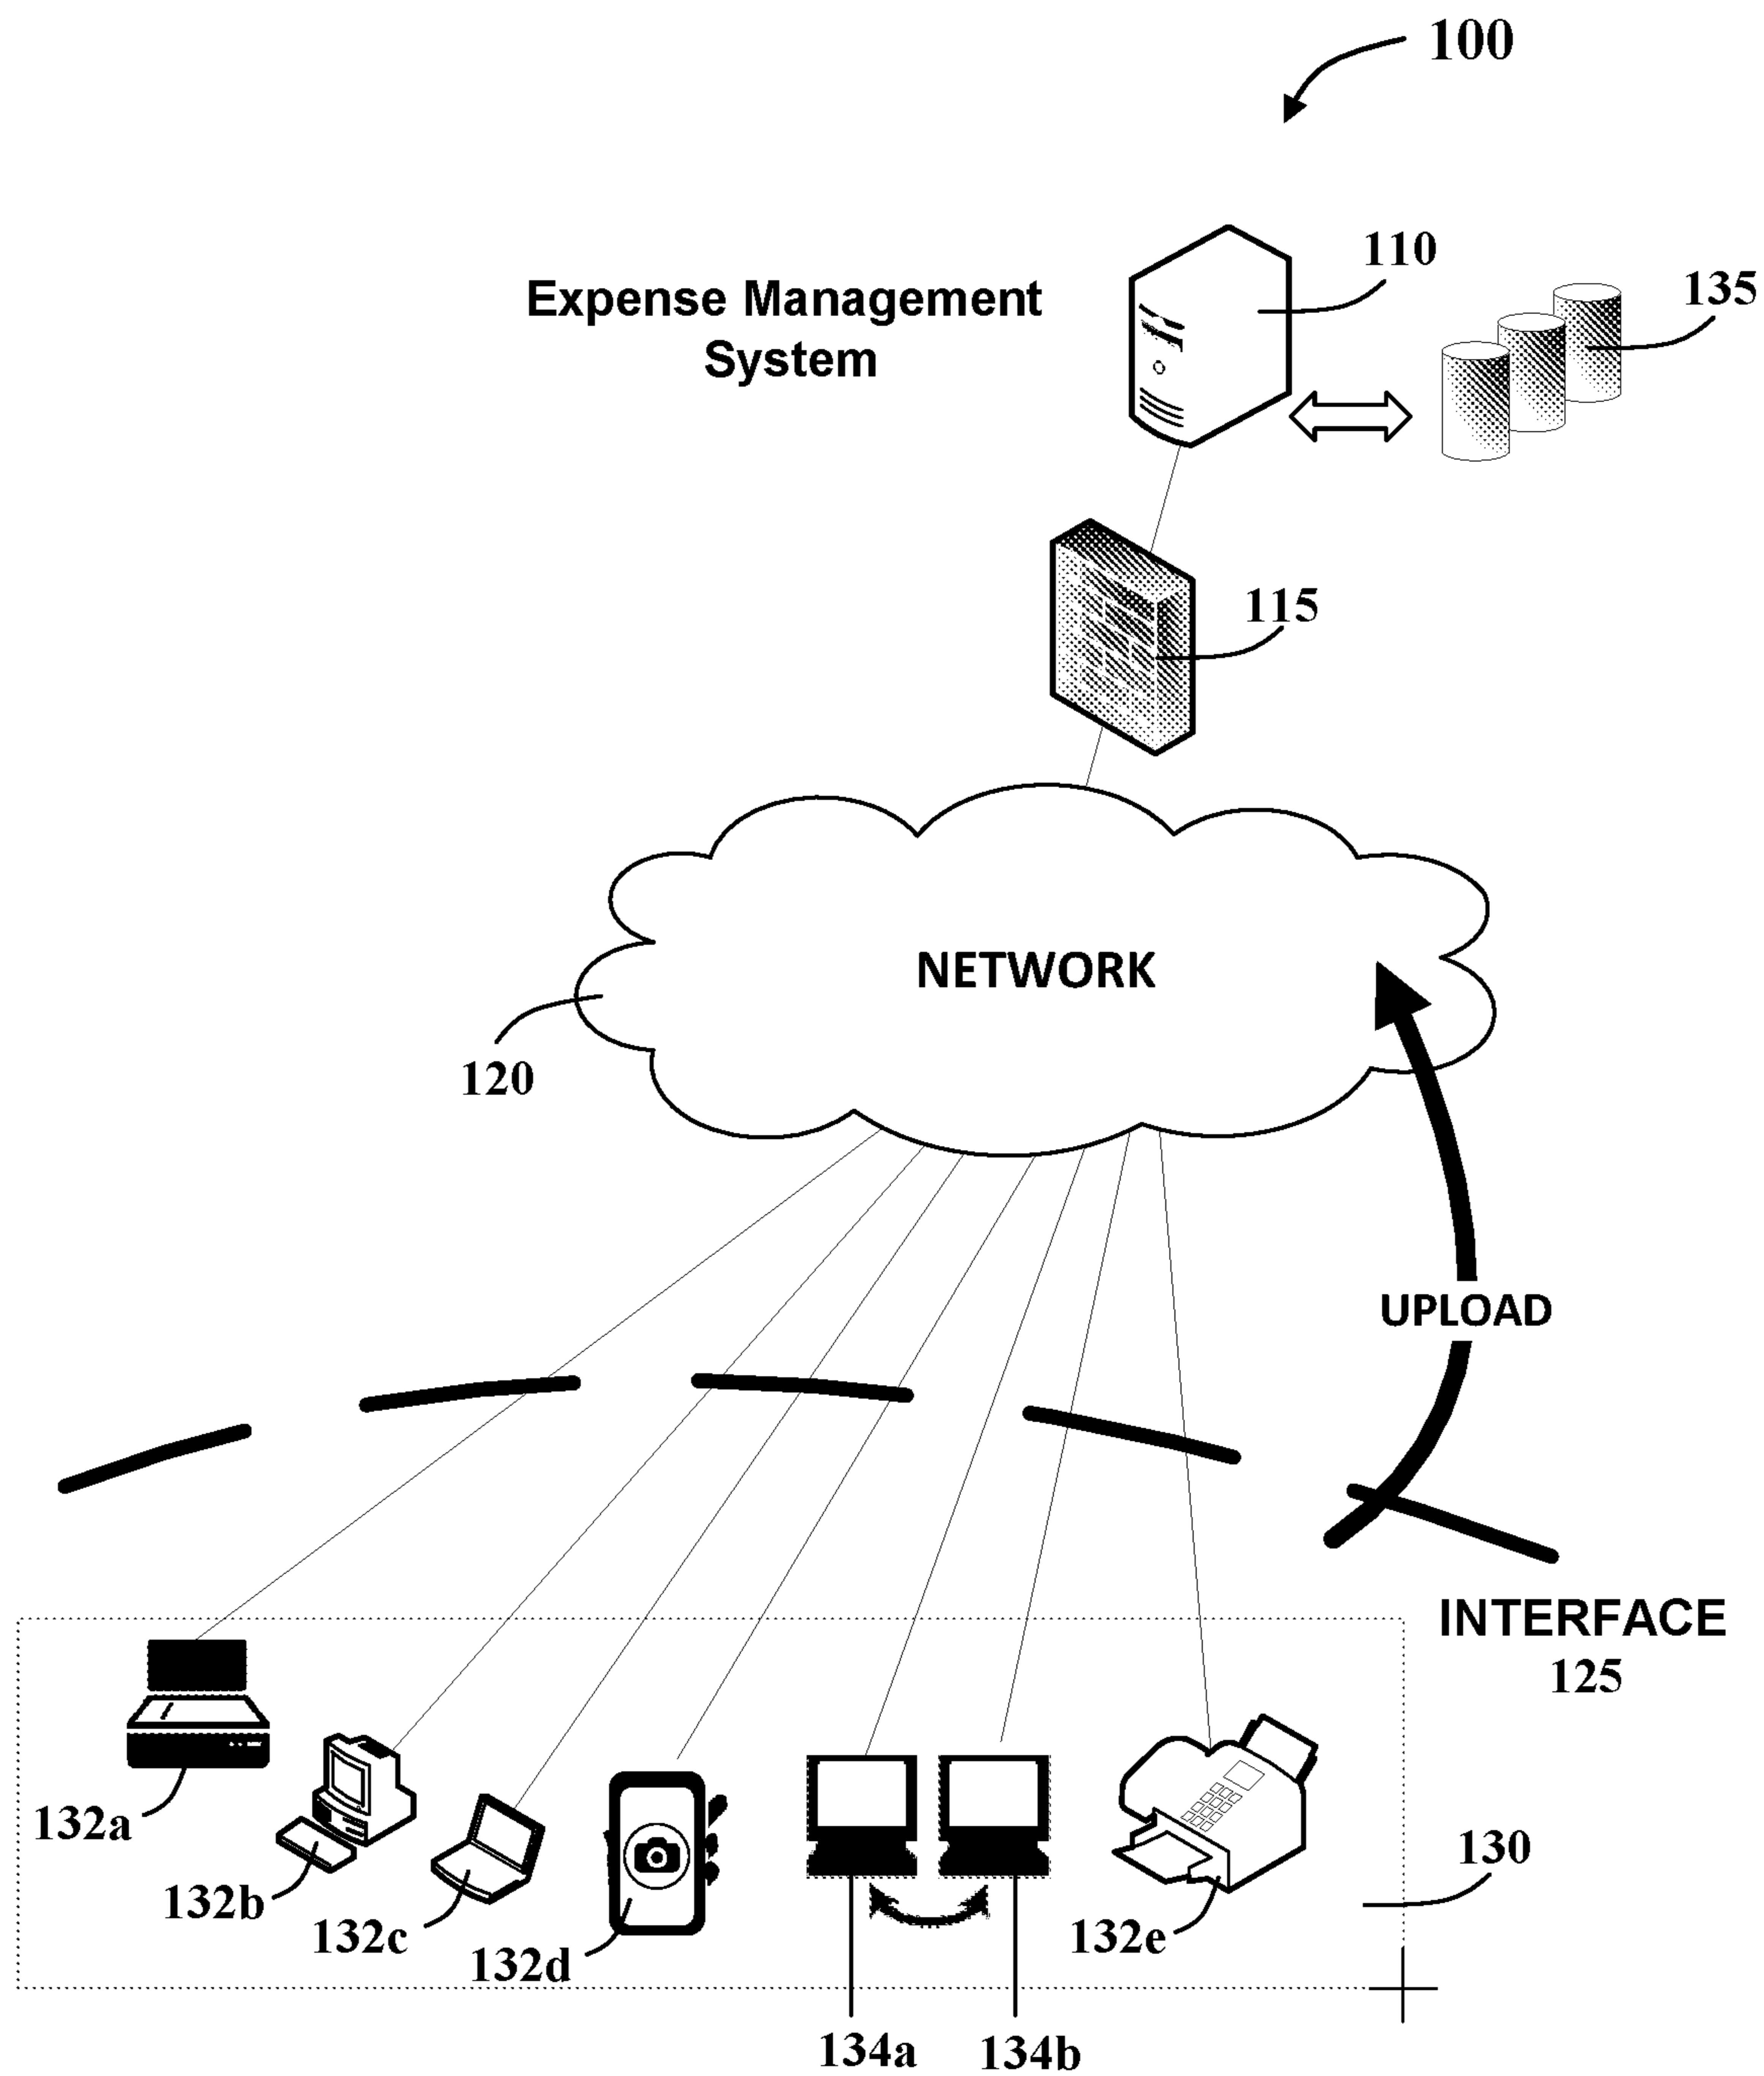 100
110
Expense Management
System
135
115
NETWORK
120
UPLOAD
INTERFACE
125
132a
132b
132c
132d
132e
130
134a
134b